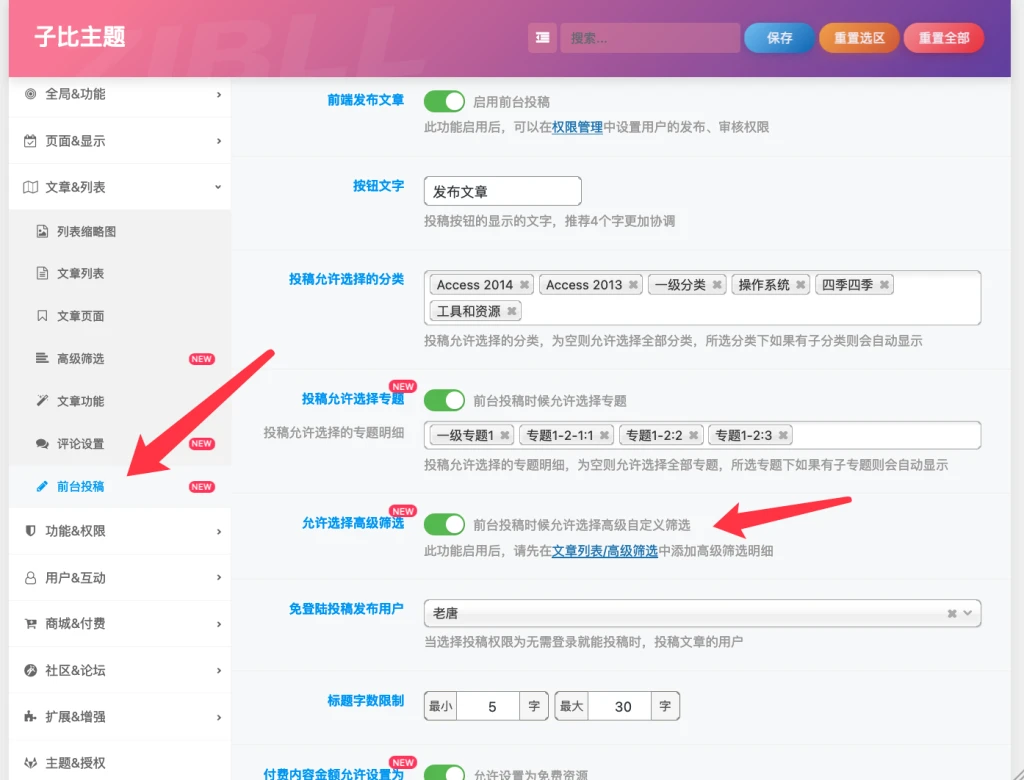 子比主题
ZIBLL
搜索...
保存
重置选区
重置全部
全局&功能
页面&显示
文章&列表
列表缩略图
文章列表
文章页面
高级筛选 NEW
文章功能
评论设置 NEW
前台投稿 NEW
功能&权限
用户&互动
商城&付费
社区&论坛
扩展&增强
主题&授权
前端发布文章
启用前台投稿
此功能启用后，可以在权限管理中设置用户的发布、审核权限
按钮文字
发布文章
投稿按钮的显示的文字，推荐4个字更加协调
投稿允许选择的分类
Access 2014 ✖ Access 2013 ✖ 一级分类 ✖ 操作系统 ✖ 四季四季 ✖
工具和资源 ✖
投稿允许选择的分类，为空则允许选择全部分类，所选分类下如果有子分类则会自动显示
NEW
投稿允许选择专题
前台投稿时候允许选择专题
投稿允许选择的专题明细
一级专题1 ✖ 专题1-2-1:1 ✖ 专题1-2:2 ✖ 专题1-2:3 ✖
投稿允许选择的专题明细，为空则允许选择全部专题，所选专题下如果有子专题则会自动显示
NEW
允许选择高级筛选
前台投稿时候允许选择高级自定义筛选
此功能启用后，请先在文章列表/高级筛选中添加高级筛选明细
免登陆投稿发布用户
老唐
当选择投稿权限为无需登录就能投稿时，投稿文章的用户
标题字数限制
最小 5 字 最大 30 字
NEW
付费内容金额允许设置为
允许设置为免费资源